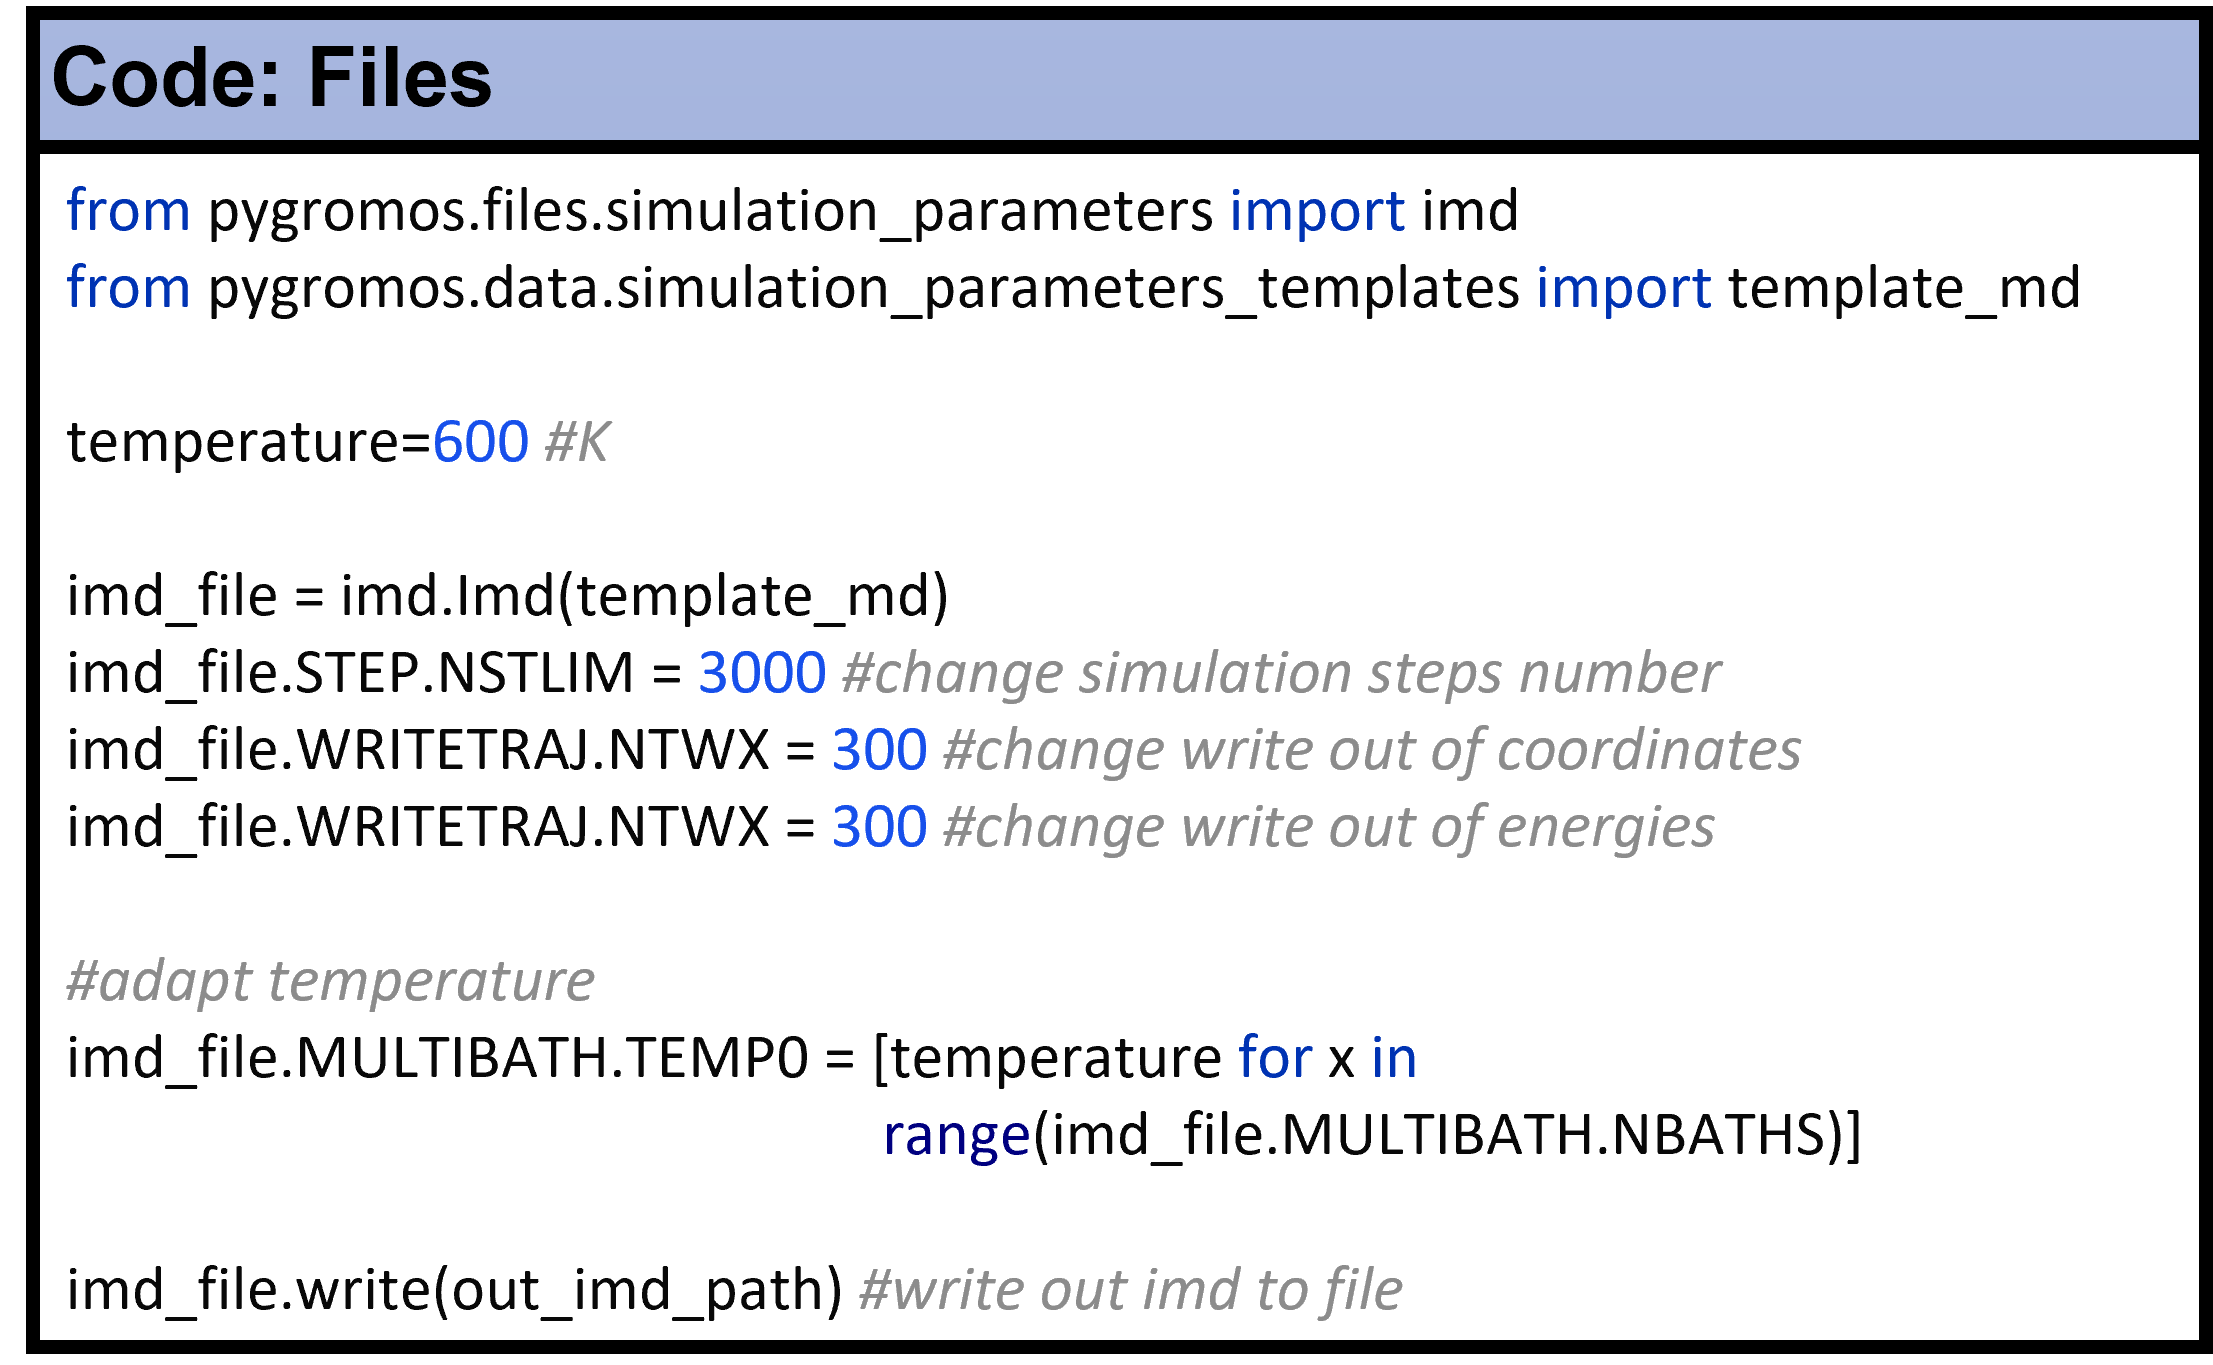 Code: Files
from pygromos.files.simulation_parameters import imd
from pygromos.data.simulation_parameters_templates import template_md
temperature=600 #K
imd_file = imd.Imd(template_md)
imd_file.STEP.NSTLIM = 3000 #change simulation steps number
imd_file.WRITETRAJ.NTWX = 300 #change write out of coordinates
imd_file.WRITETRAJ.NTWX = 300 #change write out of energies
#adapt temperature
imd_file.MULTIBATH.TEMP0 = [temperature for x in
range(imd_file.MULTIBATH.NBATHS)]
imd_file.write(out_imd_path) #write out imd to file